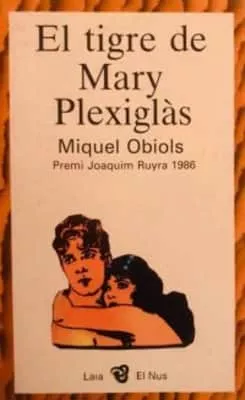 El tigre de
Mary
Plexiglàs
Miquel Obiols
Premi Joaquim Ruyra 1986
Laia El Nus